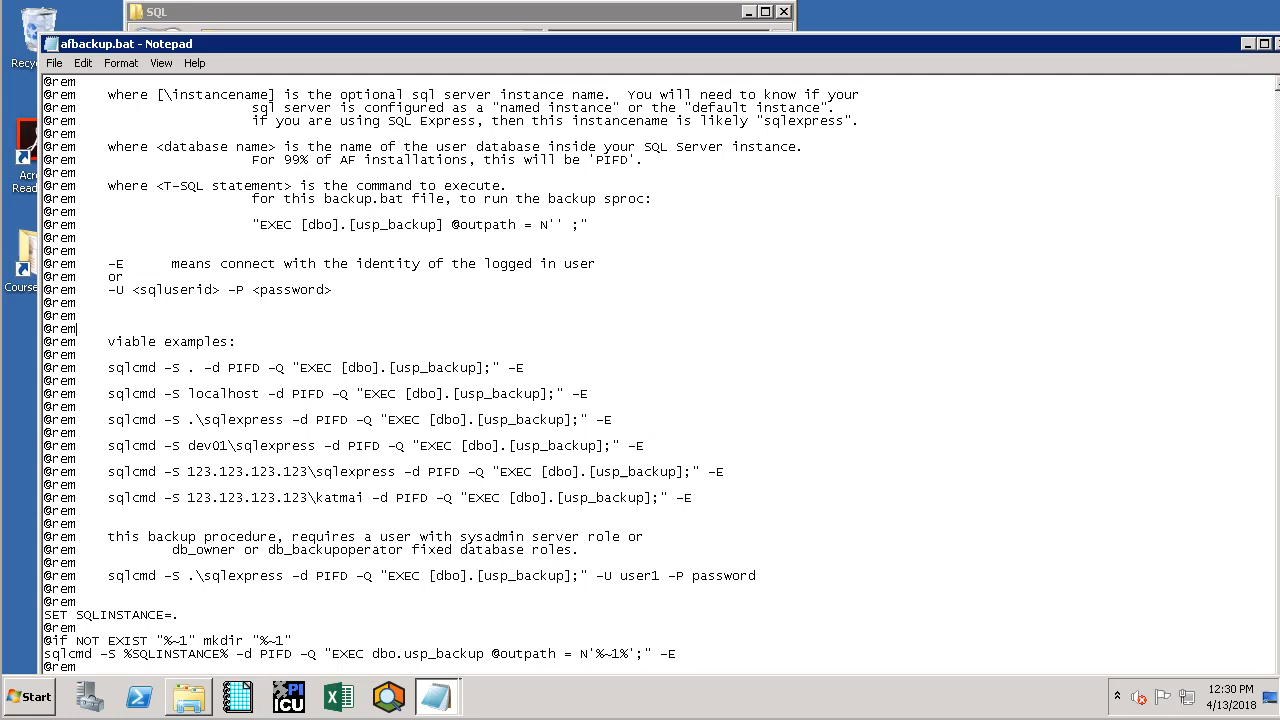 SQL
afbackup.bat - Notepad
File Edit Format View Help
@rem
@rem where [\instancename] is the optional sql server instance name. You will need to know if your
@rem sql server is configured as a "named instance" or the "default instance".
@rem if you are using SQL Express, then this instancename is likely "sqlexpress".
@rem
@rem where <database name> is the name of the user database inside your SQL Server instance.
@rem For 99% of AF installations, this will be 'PIFD'.
@rem
@rem where <T-SQL statement> is the command to execute.
@rem for this backup.bat file, to run the backup sproc:
@rem
@rem "EXEC [dbo].[usp_backup] @outpath = N'' ;"
@rem
@rem
@rem -E means connect with the identity of the logged in user
@rem or
@rem -U <sqluserid> -P <password>
@rem
@rem
@rem
@rem viable examples:
@rem
@rem sqlcmd -S . -d PIFD -Q "EXEC [dbo].[usp_backup];" -E
@rem
@rem sqlcmd -S localhost -d PIFD -Q "EXEC [dbo].[usp_backup];" -E
@rem
@rem sqlcmd -S .\sqlexpress -d PIFD -Q "EXEC [dbo].[usp_backup];" -E
@rem
@rem sqlcmd -S dev01\sqlexpress -d PIFD -Q "EXEC [dbo].[usp_backup];" -E
@rem
@rem sqlcmd -S 123.123.123.123\sqlexpress -d PIFD -Q "EXEC [dbo].[usp_backup];" -E
@rem
@rem sqlcmd -S 123.123.123.123\katmai -d PIFD -Q "EXEC [dbo].[usp_backup];" -E
@rem
@rem
@rem this backup procedure, requires a user with sysadmin server role or
@rem db_owner or db_backupoperator fixed database roles.
@rem
@rem sqlcmd -S .\sqlexpress -d PIFD -Q "EXEC [dbo].[usp_backup];" -U user1 -P password
@rem
@rem
SET SQLINSTANCE=.
@rem
@if NOT EXIST "%~1" mkdir "%~1"
sqlcmd -S %SQLINSTANCE% -d PIFD -Q "EXEC dbo.usp_backup @outpath = N'%~1%';" -E
@rem
Recyc
Acro
Read
Course
Start
PI
ICU
12:30 PM
4/13/2018